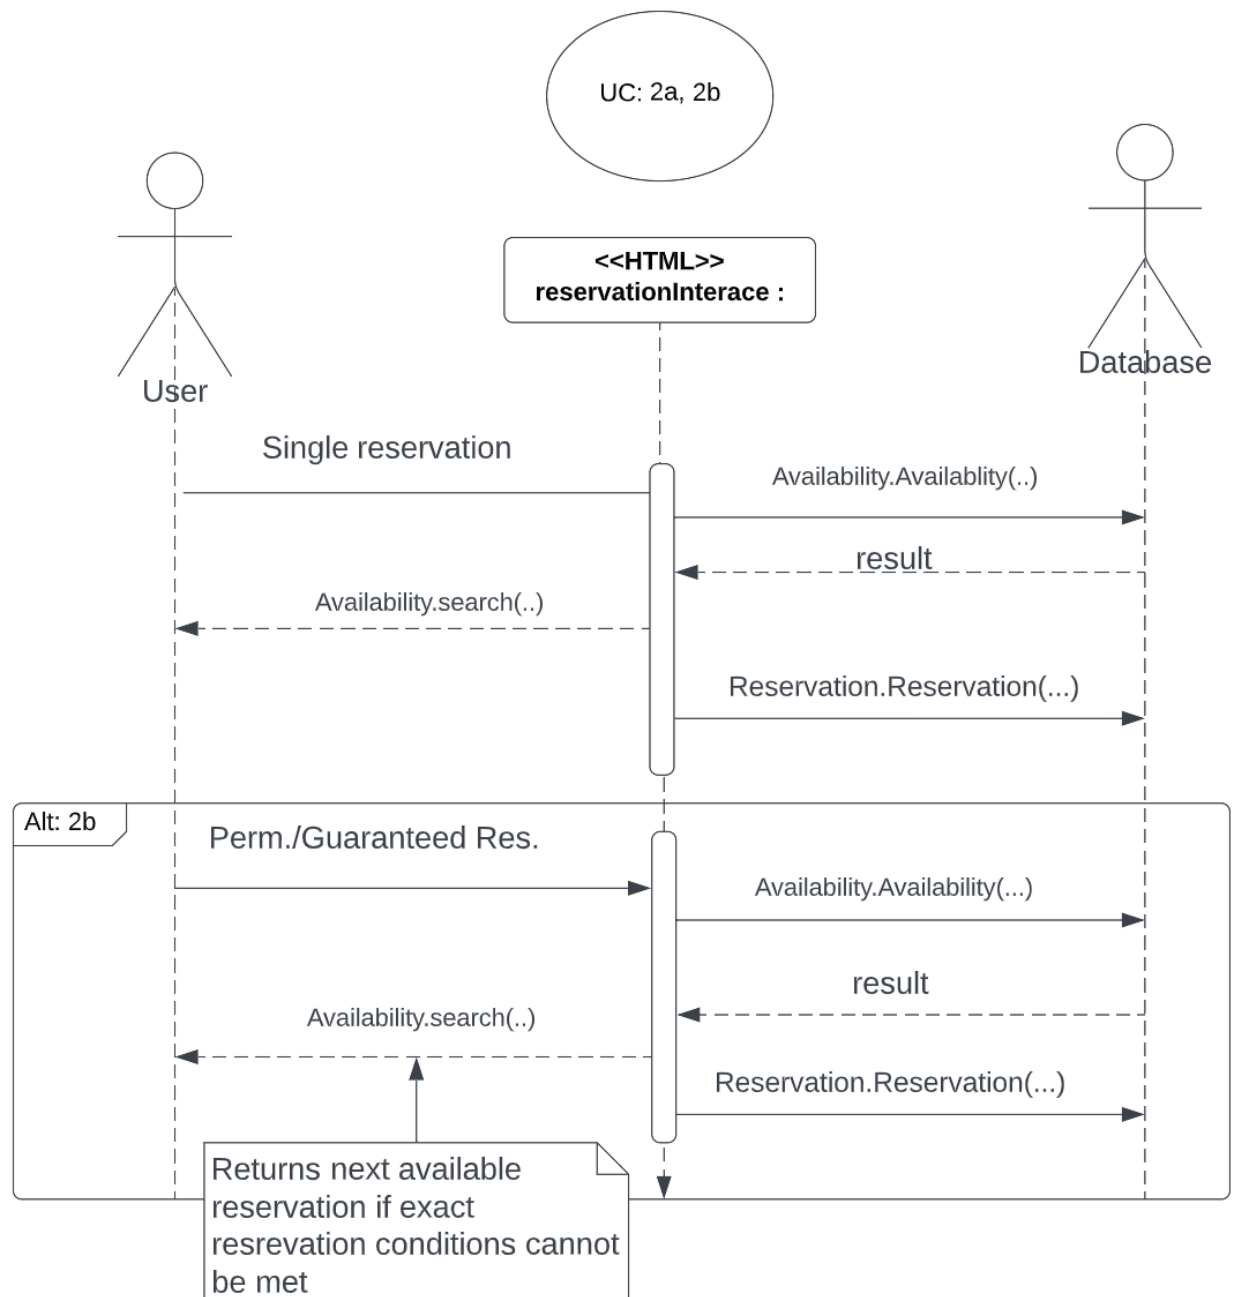 UC: 2a, 2b
<<HTML>>
reservationInterace :
Database
User
Single reservation
Availability.Availablity(..)
result
Availability.search(..)
Reservation.Reservation(...)
Alt: 2b
Perm./Guaranteed Res.
Availability.Availability(...)
result
Availability.search(..)
Reservation.Reservation(...)
Returns next available
reservation if exact
resrevation conditions cannot
be met